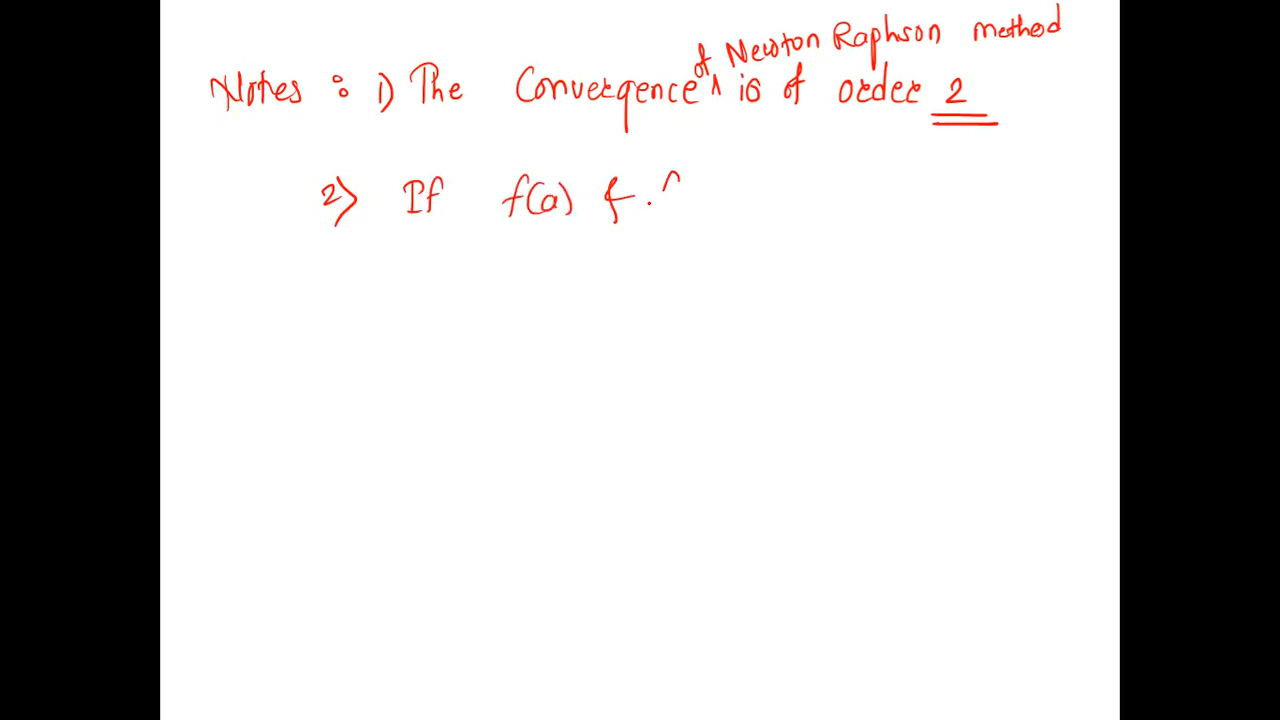 Notes : 1) The Convergence ^ of Newton Raphson method is of order 2
2) If f(a) & .